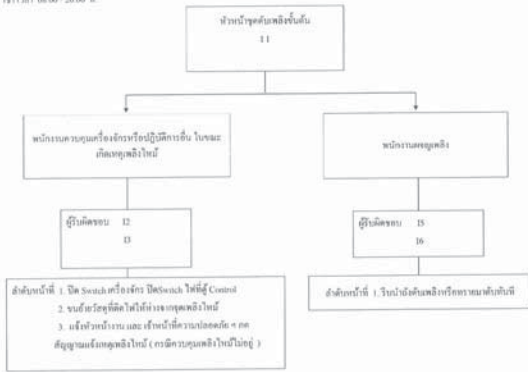 08.00 - 20.00 น.
หัวหน้าชุดดับเพลิงขั้นต้น
I1
พนักงานควบคุมเครื่องจักรหรือปฏิบัติการอื่น ในขณะ
เกิดเหตุเพลิงไหม้
พนักงานผจญเพลิง
ผู้รับผิดชอบ I2
I3
ผู้รับผิดชอบ I5
I6
ลำดับหน้าที่ 1. ปิด Switch เครื่องจักร ปิดSwitch ไฟที่ตู้ Control
2. ขนย้ายวัสดุที่ติดไฟให้ห่างจากจุดเพลิงไหม้
3. แจ้งหัวหน้างาน และ เจ้าหน้าที่ความปลอดภัย ฯ กด
สัญญาณแจ้งเหตุเพลิงไหม้ ( กรณีควบคุมเพลิงไหม้ไม่อยู่ )
ลำดับหน้าที่ 1. รีบนำถังดับเพลิงหรือทรายมาดับทันที